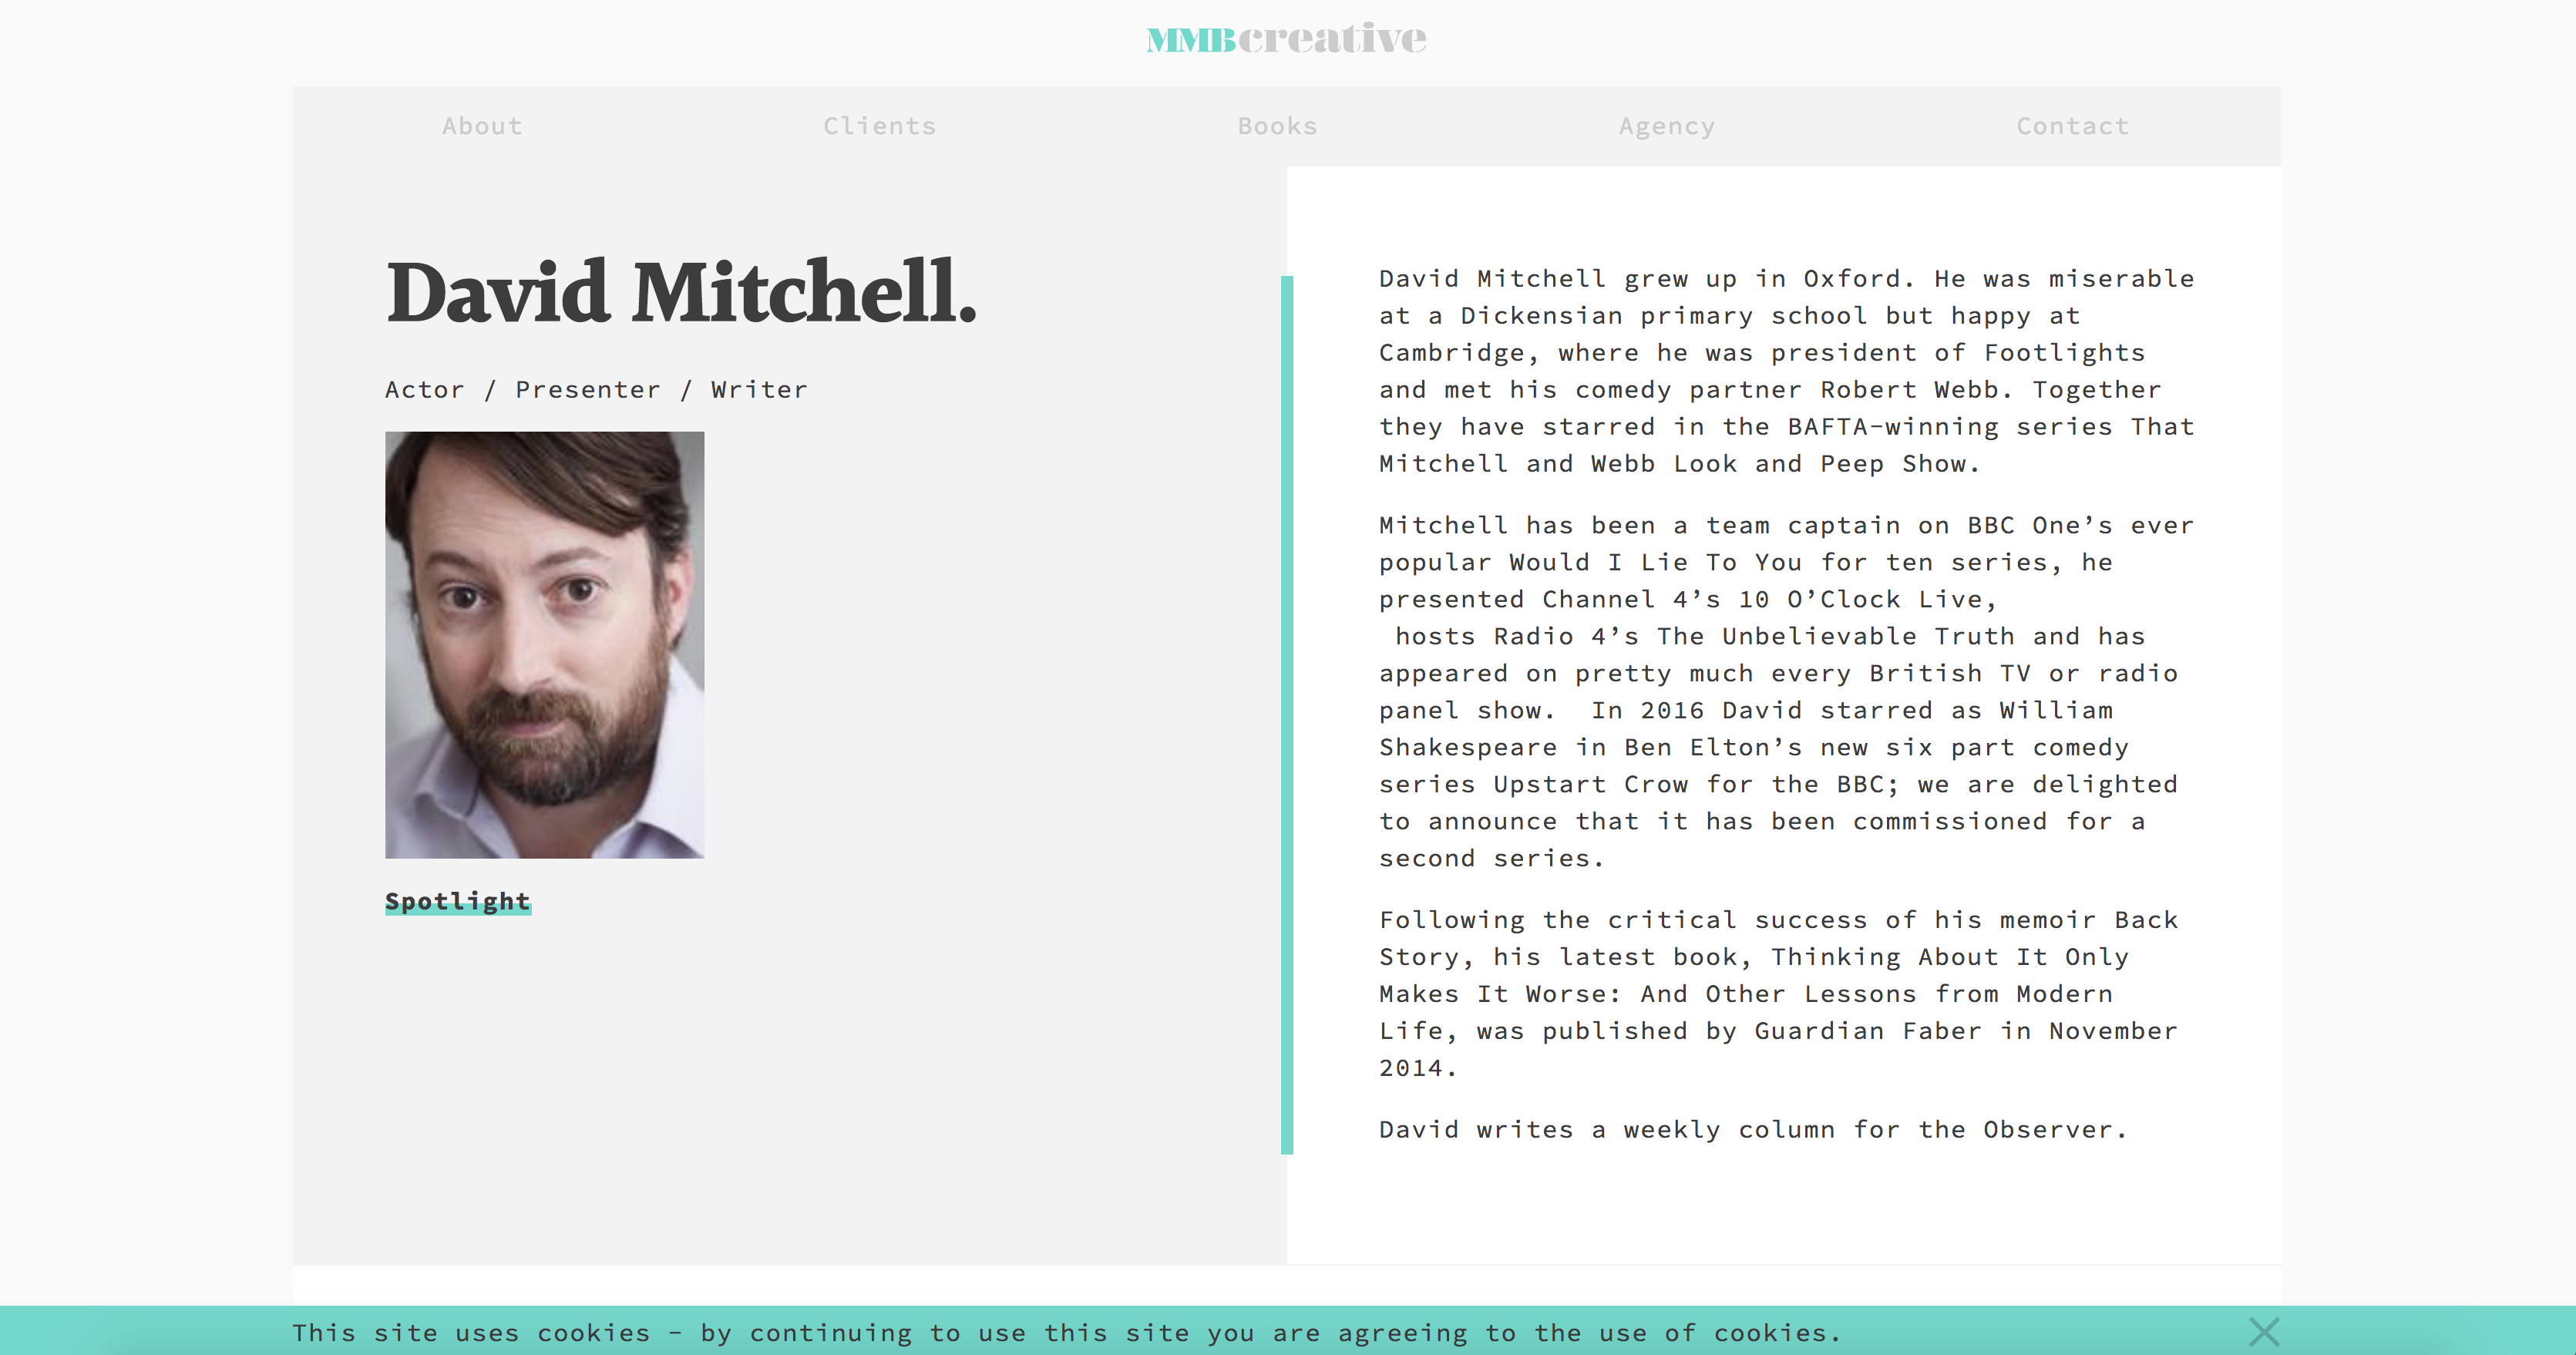 MMBcreative
About Clients Books Agency Contact
David Mitchell.
Actor / Presenter / Writer
Spotlight
David Mitchell grew up in Oxford. He was miserable
at a Dickensian primary school but happy at
Cambridge, where he was president of Footlights
and met his comedy partner Robert Webb. Together
they have starred in the BAFTA-winning series That
Mitchell and Webb Look and Peep Show.
Mitchell has been a team captain on BBC One’s ever
popular Would I Lie To You for ten series, he
presented Channel 4’s 10 O’Clock Live,
hosts Radio 4’s The Unbelievable Truth and has
appeared on pretty much every British TV or radio
panel show.  In 2016 David starred as William
Shakespeare in Ben Elton’s new six part comedy
series Upstart Crow for the BBC; we are delighted
to announce that it has been commissioned for a
second series.
Following the critical success of his memoir Back
Story, his latest book, Thinking About It Only
Makes It Worse: And Other Lessons from Modern
Life, was published by Guardian Faber in November
2014.
David writes a weekly column for the Observer.
This site uses cookies - by continuing to use this site you are agreeing to the use of cookies.